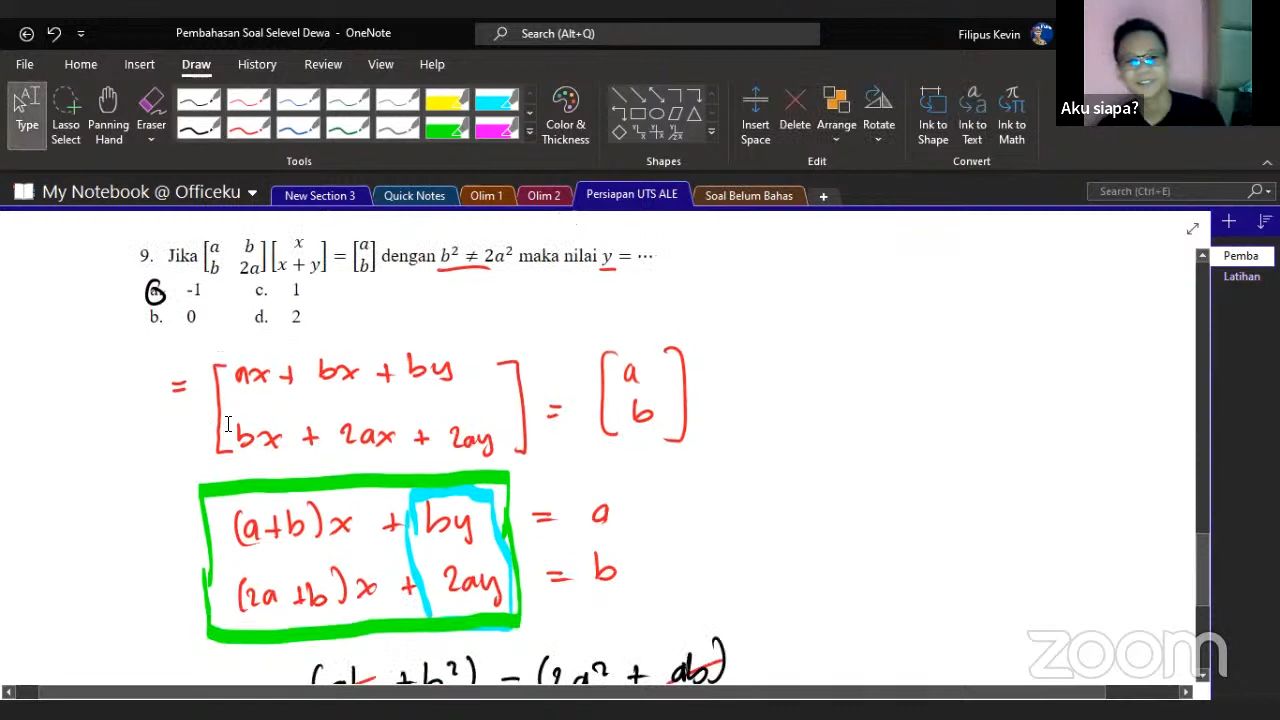 Pembahasan Soal Selevel Dewa - OneNote
Search (Alt+Q)
Filipus Kevin
Aku siapa?
File Home Insert Draw History Review View Help
Type
Lasso Select
Panning Hand
Eraser
Color & Thickness
Insert Space
Delete
Arrange
Rotate
Ink to Shape
Ink to Text
Ink to Math
Tools
Shapes
Edit
Convert
My Notebook @ Officeku
New Section 3 Quick Notes Olim 1 Olim 2 Persiapan UTS ALE Soal Belum Bahas +
Search (Ctrl+E)
Pemba
Latihan
9. Jika [a b; b 2a] [x; x + y] = [a; b] dengan b² ≠ 2a² maka nilai y = ⋯
a. -1 c. 1
b. 0 d. 2
= [ax + bx + by = [a
bx + 2ax + 2ay] b]
(a+b)x + by = a
(2a+b)x + 2ay = b
(ab + b²) - (2a² + ab)
zoom